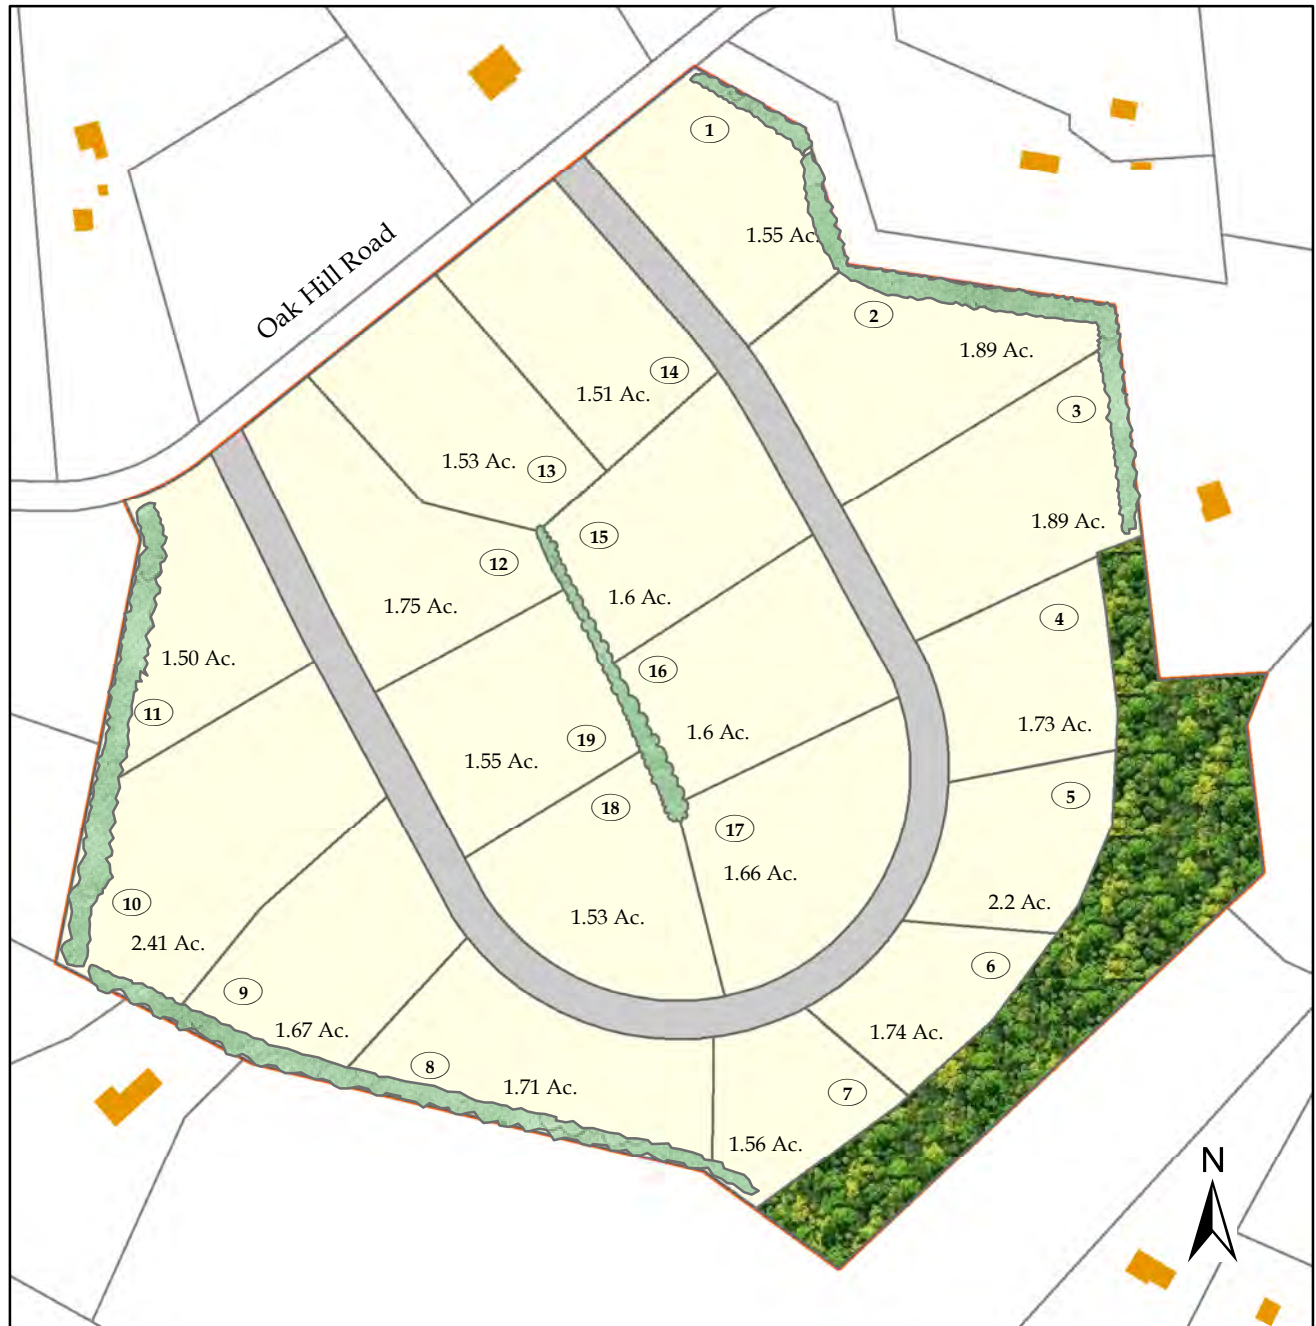 1
1.55 Ac.
Oak Hill Road
2
1.89 Ac.
14
1.51 Ac.
3
1.53 Ac.
13
1.89 Ac.
15
12
1.6 Ac.
1.75 Ac.
4
1.50 Ac.
16
11
1.73 Ac.
1.6 Ac.
19
1.55 Ac.
5
18
17
1.66 Ac.
10
2.2 Ac.
1.53 Ac.
2.41 Ac.
6
9
1.67 Ac.
1.74 Ac.
8
1.71 Ac.
7
1.56 Ac.
N